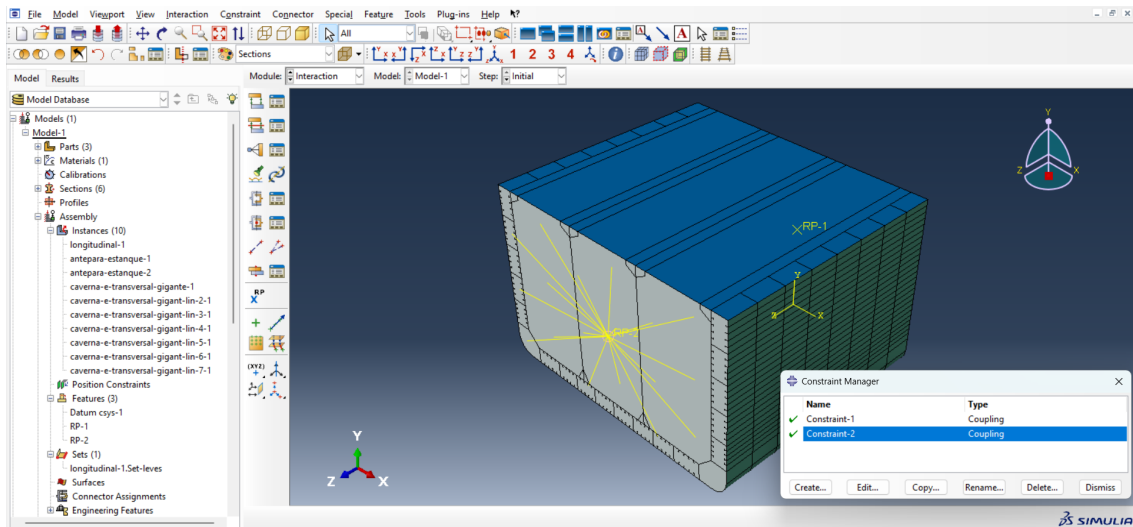 File Model Viewport View Interaction Constraint Connector Special Feature Tools Plug-ins Help
All
A
Sections
1 2 3 4
Model Results
Module: Interaction Model: Model-1 Step: Initial
Model Database
Models (1)
Model-1
Parts (3)
Materials (1)
Calibrations
Sections (6)
Profiles
Assembly
Instances (10)
longitudinal-1
antepara-estanque-1
antepara-estanque-2
caverna-e-transversal-gigante-1
caverna-e-transversal-gigant-lin-2-1
caverna-e-transversal-gigant-lin-3-1
caverna-e-transversal-gigant-lin-4-1
caverna-e-transversal-gigant-lin-5-1
caverna-e-transversal-gigant-lin-6-1
caverna-e-transversal-gigant-lin-7-1
Position Constraints
Features (3)
Datum csys-1
RP-1
RP-2
Sets (1)
longitudinal-1.Set-leves
Surfaces
Connector Assignments
Engineering Features
RP
X
(XYZ)
Y
Z X
RP-1
Y
Z X
RP-2
Y
Z X
Constraint Manager
Name Type
Constraint-1 Coupling
Constraint-2 Coupling
Create... Edit... Copy... Rename... Delete... Dismiss
SIMULIA